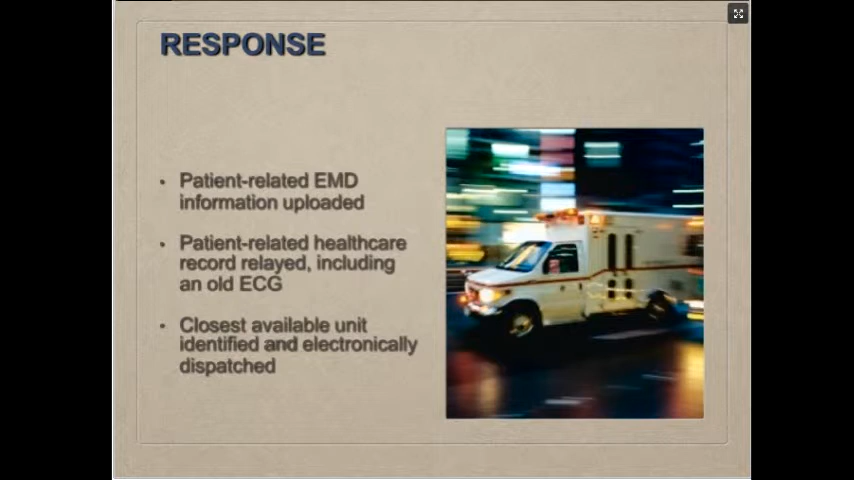 RESPONSE
• Patient-related EMD
information uploaded
• Patient-related healthcare
record relayed, including
an old ECG
• Closest available unit
identified and electronically
dispatched